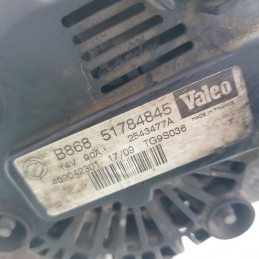 B868 51784845
Valeo
2543477A
MADE IN FRANCE
14V 90A
17/09 TG9S036